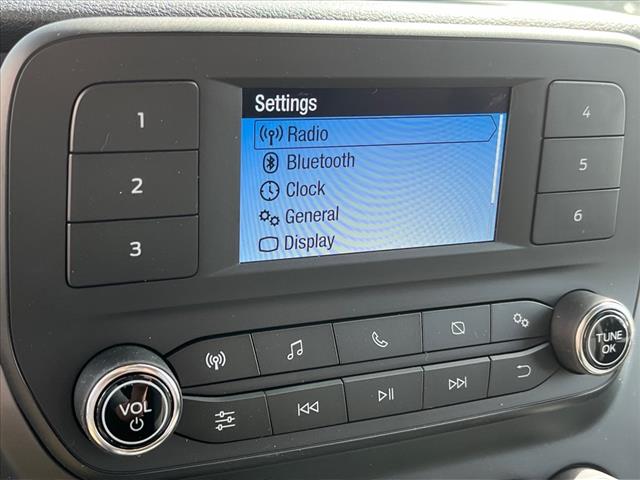 Settings
Radio
Bluetooth
Clock
General
Display
1
2
3
4
5
6
VOL
TUNE
OK